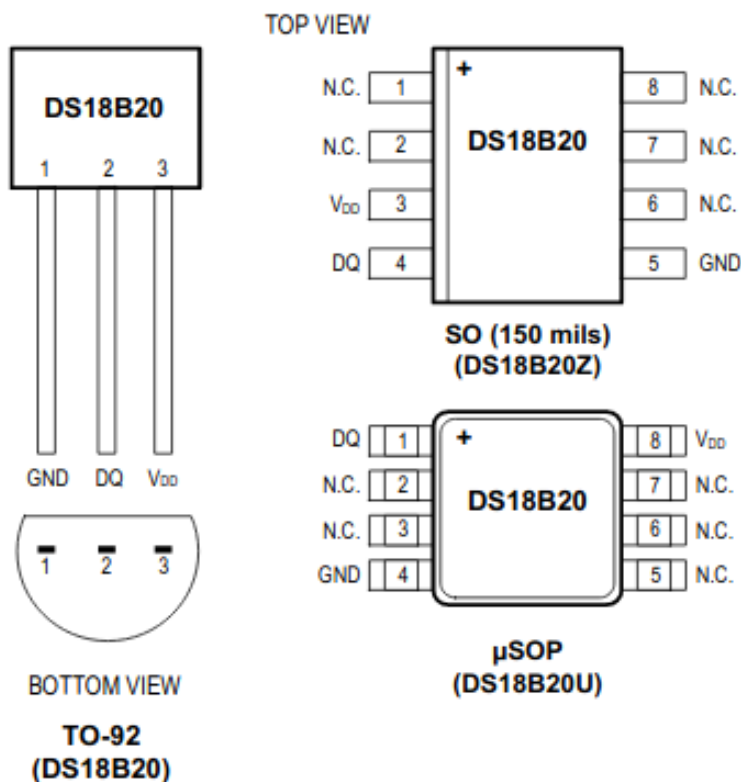 TOP VIEW
DS18B20
1 2 3
GND DQ VDD
1 2 3
BOTTOM VIEW
TO-92
(DS18B20)
+
DS18B20
N.C. 1 8 N.C.
N.C. 2 7 N.C.
VDD 3 6 N.C.
DQ 4 5 GND
SO (150 mils)
(DS18B20Z)
+
DS18B20
DQ 1 8 VDD
N.C. 2 7 N.C.
N.C. 3 6 N.C.
GND 4 5 N.C.
µSOP
(DS18B20U)